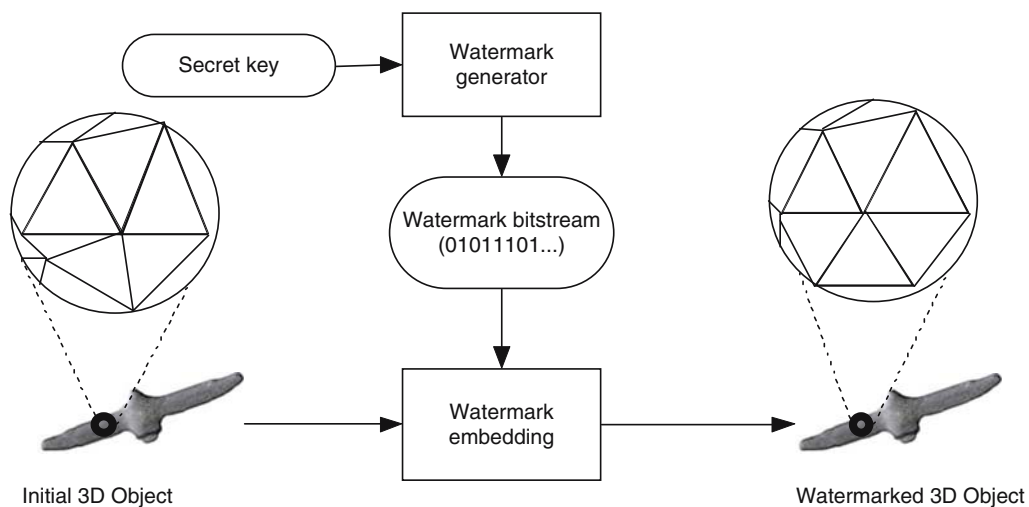 Secret key
Watermark
generator
Watermark bitstream
(01011101...)
Watermark
embedding
Initial 3D Object
Watermarked 3D Object